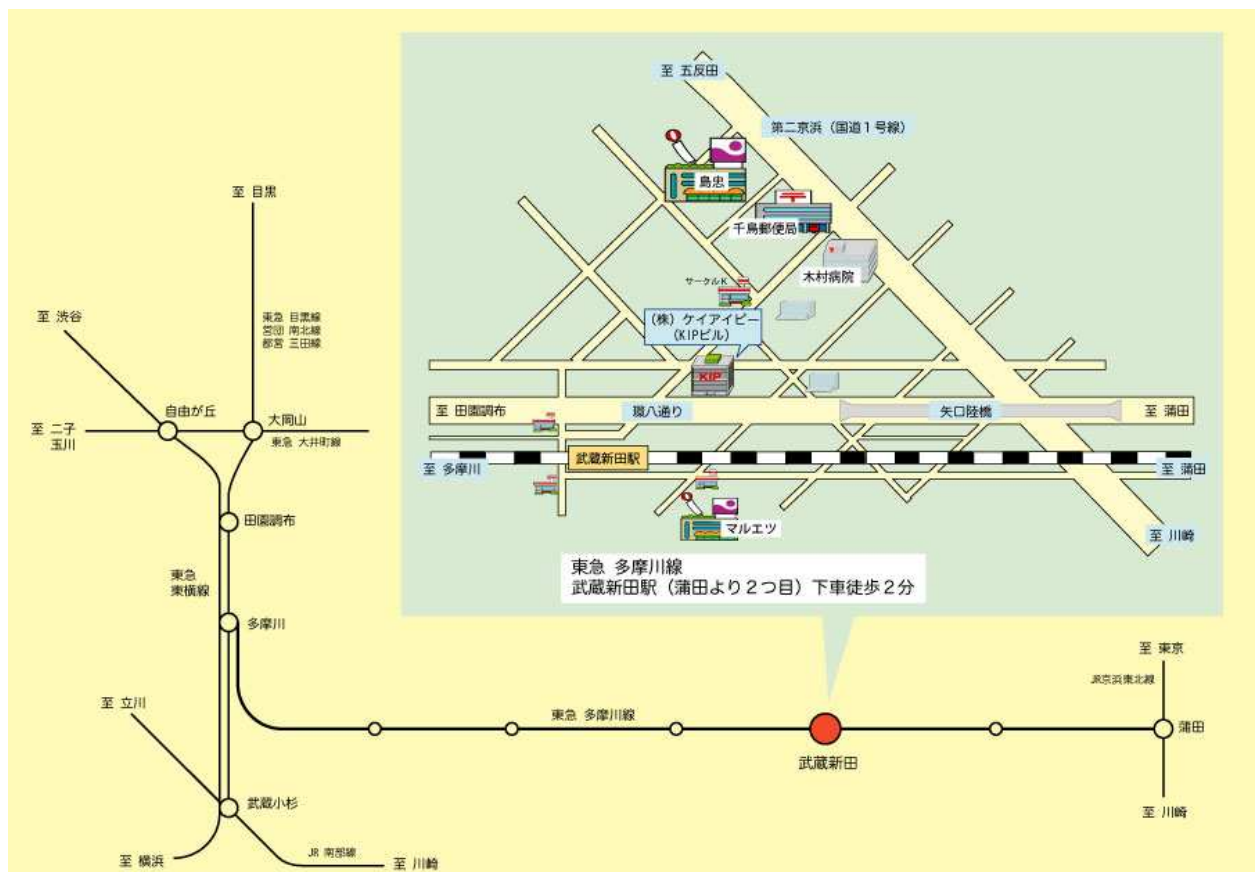 至 五反田
第二京浜（国道1号線）
島忠
千鳥郵便局
木村病院
サークルK
（株）ケイアイピー
（KIPビル）
KIP
至 田園調布
環八通り
矢口陸橋
至 蒲田
武蔵新田駅
至 多摩川
至 蒲田
マルエツ
至 川崎
東急 多摩川線
武蔵新田駅（蒲田より2つ目）下車徒歩2分
至 目黒
至 渋谷
東急 目黒線
営団 南北線
都営 三田線
自由が丘
大岡山
至 二子
玉川
東急 大井町線
田園調布
東急
東横線
多摩川
至 立川
東急 多摩川線
武蔵新田
至 東京
JR京浜東北線
蒲田
至 川崎
武蔵小杉
至 横浜
JR 南部線
至 川崎